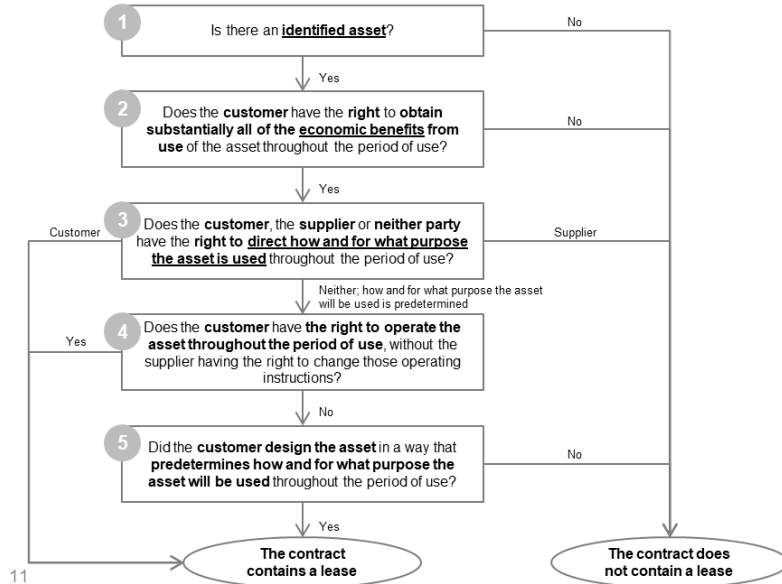 1
Is there an identified asset?
No
Yes
2
Does the customer have the right to obtain
substantially all of the economic benefits from
use of the asset throughout the period of use?
No
Yes
3
Customer
Does the customer, the supplier or neither party
have the right to direct how and for what purpose
the asset is used throughout the period of use?
Supplier
Neither; how and for what purpose the asset
will be used is predetermined
4
Yes
Does the customer have the right to operate the
asset throughout the period of use, without the
supplier having the right to change those operating
instructions?
No
5
Did the customer design the asset in a way that
predetermines how and for what purpose the
asset will be used throughout the period of use?
No
Yes
The contract
contains a lease
The contract does
not contain a lease
11